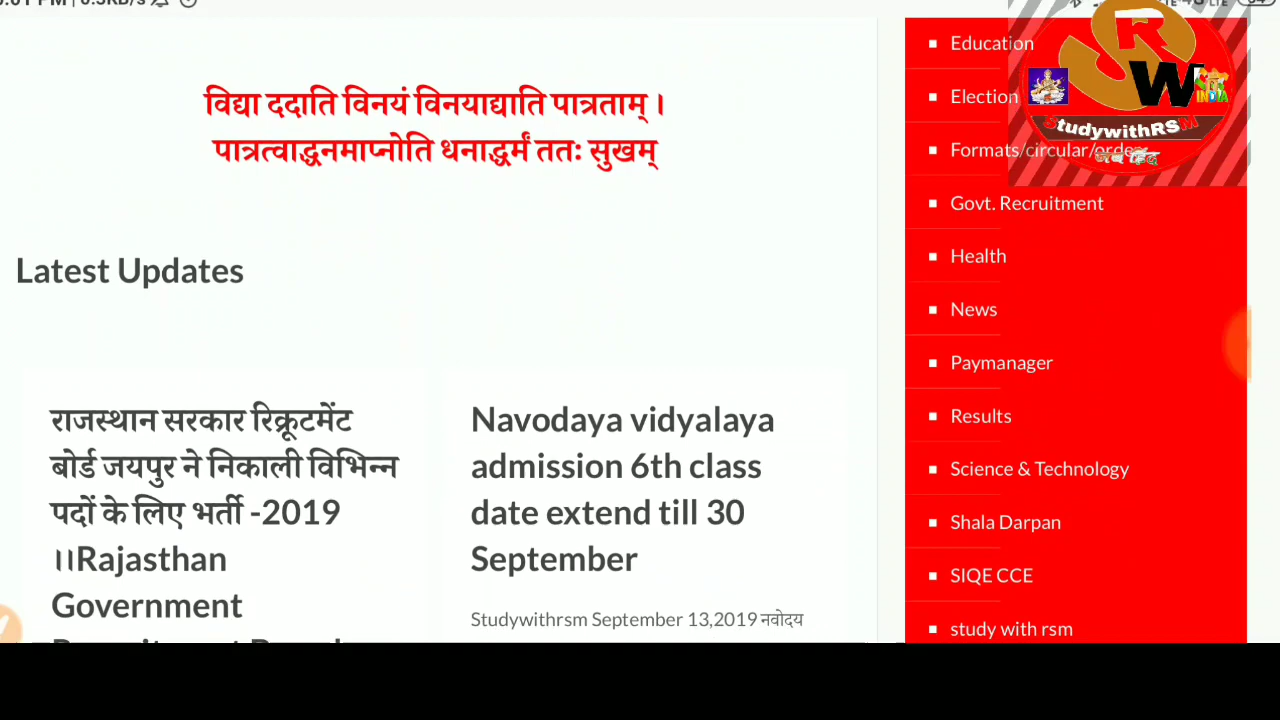 विद्या ददाति विनयं विनयाद्याति पात्रताम् ।
पात्रत्वाद्धनमाप्नोति धनाद्धर्मं ततः सुखम्
Latest Updates
राजस्थान सरकार रिक्रूटमेंट
बोर्ड जयपुर ने निकाली विभिन्न
पदों के लिए भर्ती -2019
।।Rajasthan
Government
Navodaya vidyalaya
admission 6th class
date extend till 30
September
Studywithrsm September 13,2019 नवोदय
Education
Election
Formats/circular/order
Govt. Recruitment
Health
News
Paymanager
Results
Science & Technology
Shala Darpan
SIQE CCE
study with rsm
SRW
INDIA
StudywithRSM
जय हिंद